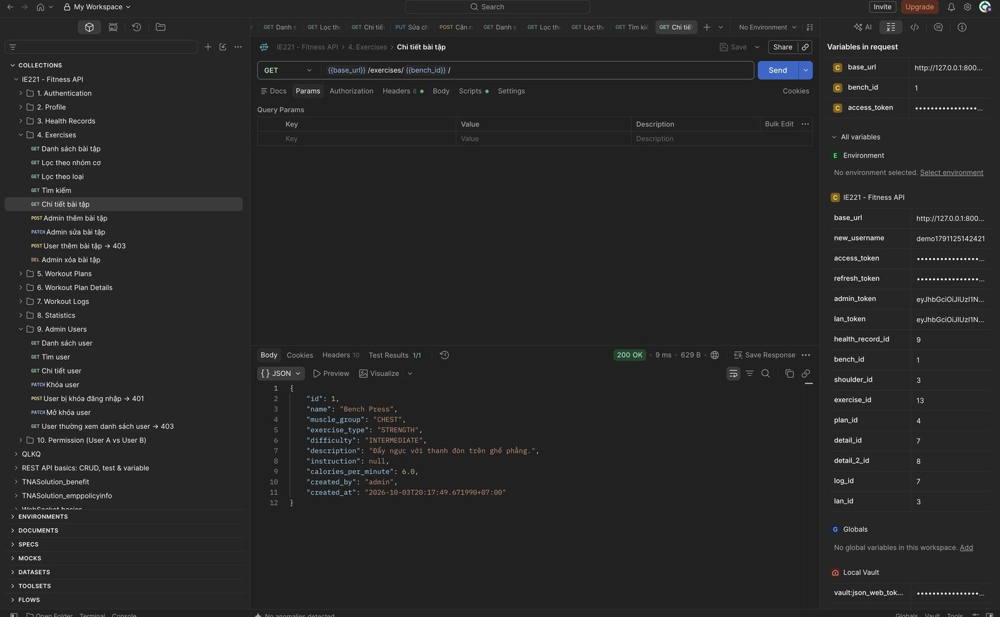 My Workspace
Search
Invite
Upgrade
GET Danh s
GET Lọc th
GET Chi tiế
PUT Sửa ch
POST Cân n
GET Danh s
GET Lọc th
GET Lọc th
GET Tìm ki
GET Chi tiế
No Environment
AI
IE221 - Fitness API > 4. Exercises > Chi tiết bài tập
Save
Share
GET
{{base_url}} /exercises/ {{bench_id}} /
Send
Docs
Params
Authorization
Headers 8
Body
Scripts
Settings
Cookies
Query Params
Key Value Description Bulk Edit
Key Value Description
COLLECTIONS
IE221 - Fitness API
1. Authentication
2. Profile
3. Health Records
4. Exercises
GET Danh sách bài tập
GET Lọc theo nhóm cơ
GET Lọc theo loại
GET Tìm kiếm
GET Chi tiết bài tập
POST Admin thêm bài tập
PATCH Admin sửa bài tập
POST User thêm bài tập → 403
DEL Admin xóa bài tập
5. Workout Plans
6. Workout Plan Details
7. Workout Logs
8. Statistics
9. Admin Users
GET Danh sách user
GET Tìm user
GET Chi tiết user
PATCH Khóa user
POST User bị khóa đăng nhập → 401
PATCH Mở khóa user
GET User thường xem danh sách user → 403
10. Permission (User A vs User B)
QLKQ
REST API basics: CRUD, test & variable
TNASolution_benefit
TNASolution_emppolicyinfo
WebSocket basics
ENVIRONMENTS
DOCUMENTS
SPECS
MOCKS
DATASETS
TOOLSETS
FLOWS
Body
Cookies
Headers 10
Test Results 1/1
200 OK • 9 ms • 629 B
e.g. Save Response
{} JSON
Preview
Visualize
1 {
2 "id": 1,
3 "name": "Bench Press",
4 "muscle_group": "CHEST",
5 "exercise_type": "STRENGTH",
6 "difficulty": "INTERMEDIATE",
7 "description": "Đẩy ngực với thanh đòn trên ghế phẳng.",
8 "instruction": null,
9 "calories_per_minute": 6.0,
10 "created_by": "admin",
11 "created_at": "2026-10-03T20:17:49.671990+07:00"
12 }
Variables in request
C base_url http://127.0.0.1:800...
C bench_id 1
C access_token ••••••••••••••••...
All variables
E Environment
No environment selected. Select environment
C IE221 - Fitness API
base_url http://127.0.0.1:800...
new_username demo1791125142421
access_token ••••••••••••••••...
refresh_token ••••••••••••••••...
admin_token eyJhbGciOiJIUzI1N...
lan_token eyJhbGciOiJIUzI1N...
health_record_id 9
bench_id 1
shoulder_id 3
exercise_id 13
plan_id 4
detail_id 7
detail_2_id 8
log_id 7
lan_id 3
G Globals
No global variables in this workspace. Add
Local Vault
vault:json_web_tok... ••••••••••••••••...
Open Folder Terminal Console
No anomalies detected
Globals Vault Tools